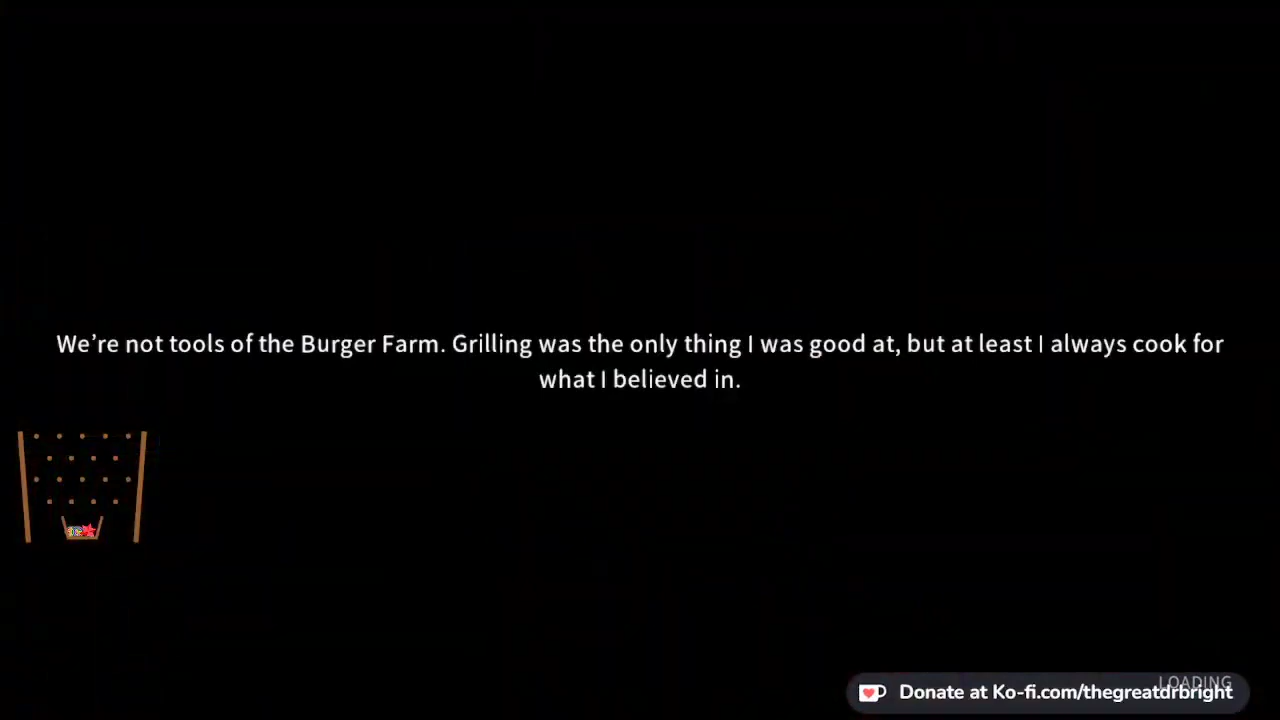 We’re not tools of the Burger Farm. Grilling was the only thing I was good at, but at least I always cook for
what I believed in.
LOADING
Donate at Ko-fi.com/thegreatdrbright